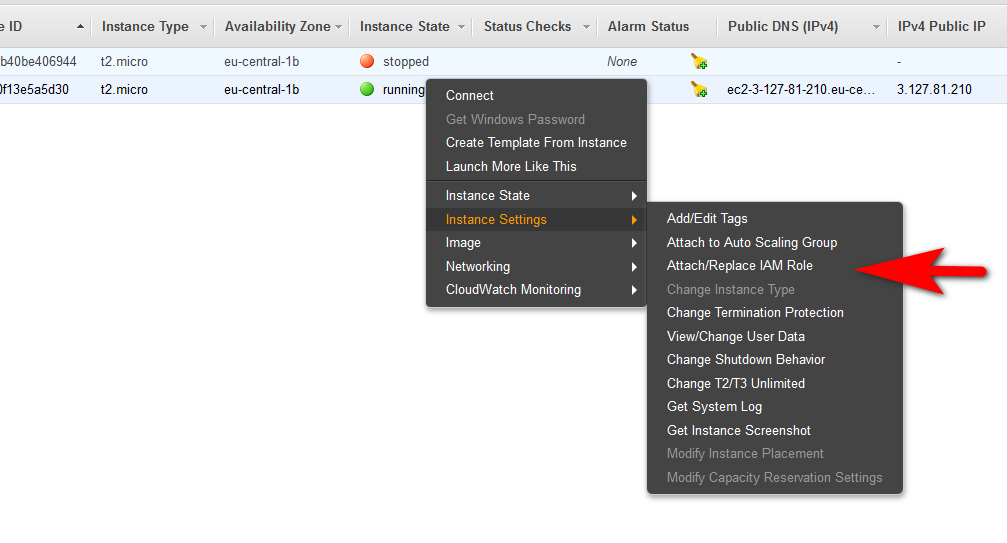 e ID Instance Type Availability Zone Instance State Status Checks Alarm Status Public DNS (IPv4) IPv4 Public IP
b40be406944 t2.micro eu-central-1b stopped None -
0f13e5a5d30 t2.micro eu-central-1b running ec2-3-127-81-210.eu-ce... 3.127.81.210
Connect
Get Windows Password
Create Template From Instance
Launch More Like This
Instance State
Instance Settings
Image
Networking
CloudWatch Monitoring
Add/Edit Tags
Attach to Auto Scaling Group
Attach/Replace IAM Role
Change Instance Type
Change Termination Protection
View/Change User Data
Change Shutdown Behavior
Change T2/T3 Unlimited
Get System Log
Get Instance Screenshot
Modify Instance Placement
Modify Capacity Reservation Settings